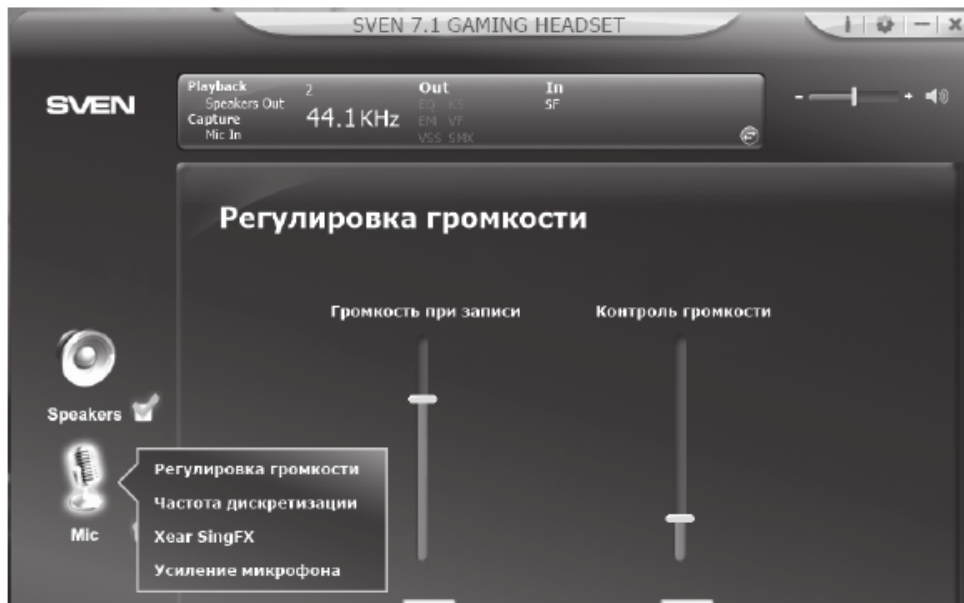 SVEN 7.1 GAMING HEADSET
SVEN
Playback 2 Out In
Speakers Out EQ KS SF
Capture 44.1 KHz EM VF
Mic In VSS SMX
- +
Регулировка громкости
Громкость при записи Контроль громкости
Speakers
Регулировка громкости
Частота дискретизации
Mic Xear SingFX
Усиление микрофона